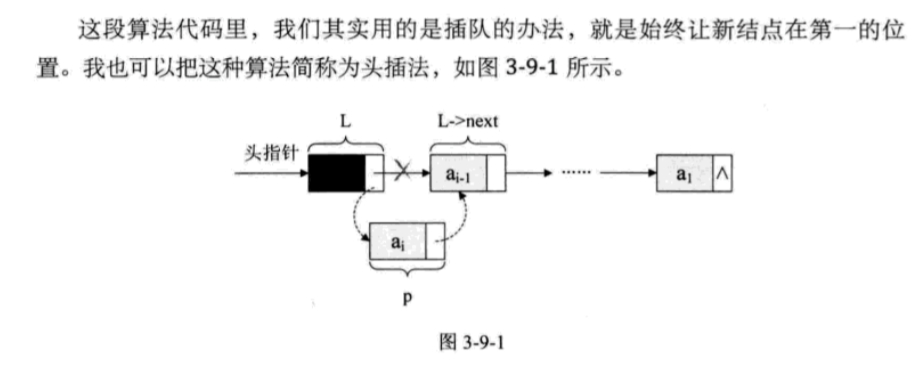 这段算法代码里，我们其实用的是插队的办法，就是始终让新结点在第一的位
置。我也可以把这种算法简称为头插法，如图 3-9-1 所示。
L
L->next
头指针
aᵢ₋₁
……
a₁
∧
aᵢ
p
图 3-9-1